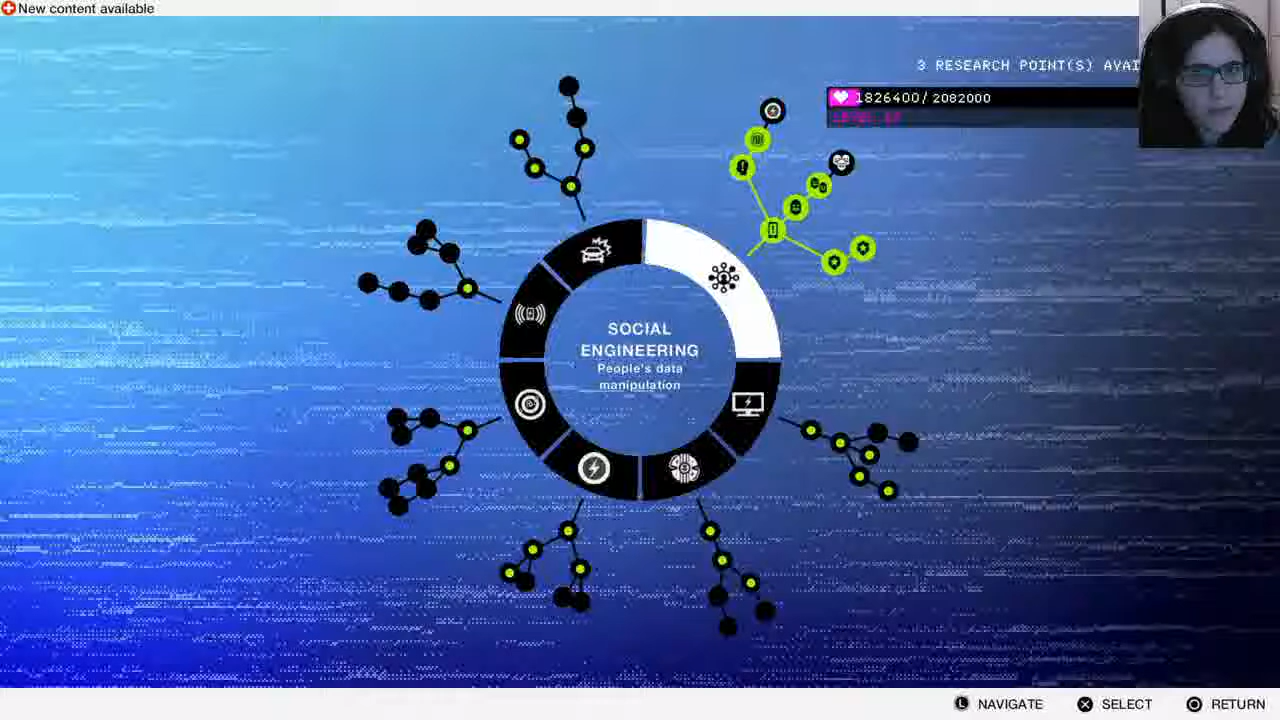 New content available
3 RESEARCH POINT(S) AVAI
1826400/2082000
SOCIAL
ENGINEERING
People's data
manipulation
NAVIGATE
SELECT
RETURN